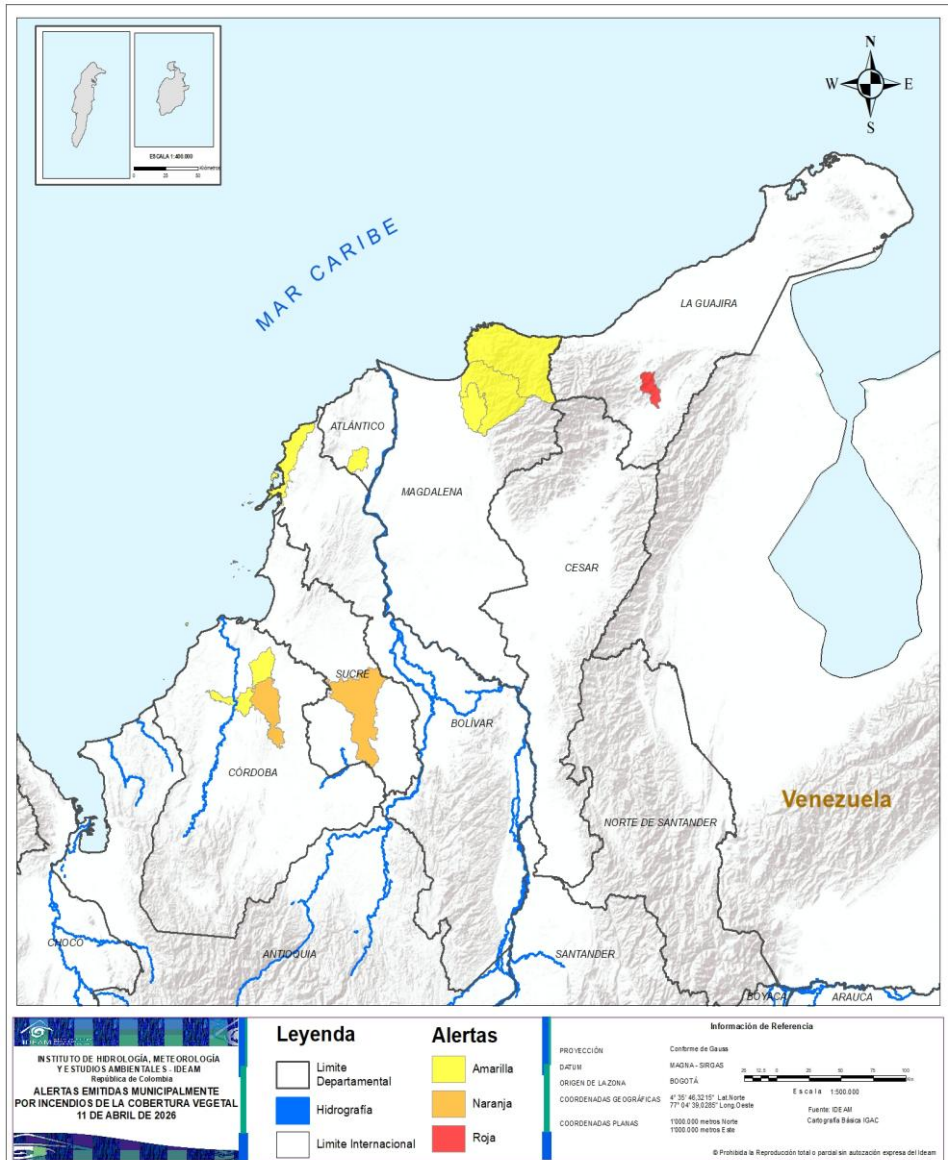 ESCALA 1:400.000
Kilómetros
0 20 30
N
W E
S
MAR CARIBE
LA GUAJIRA
ATLÁNTICO
MAGDALENA
CESAR
SUCRE
BOLÍVAR
CÓRDOBA
NORTE DE SANTANDER
Venezuela
CHOCO
ANTIOQUIA
SANTANDER
BOYACÁ
ARAUCA
IDEAM
INSTITUTO DE HIDROLOGÍA, METEOROLOGÍA
Y ESTUDIOS AMBIENTALES - IDEAM
República de Colombia
ALERTAS EMITIDAS MUNICIPALMENTE
POR INCENDIOS DE LA COBERTURA VEGETAL
11 DE ABRIL DE 2026
Leyenda
Limite
Departamental
Hidrografía
Limite Internacional
Alertas
Amarilla
Naranja
Roja
Información de Referencia
PROYECCIÓN Conforme de Gauss
DATUM MAGNA - SIRGAS
ORIGEN DE LA ZONA BOGOTÁ
COORDENADAS GEOGRÁFICAS 4° 35' 46,3215" Lat.Norte
77° 04' 39,0285" Long.Oeste
COORDENADAS PLANAS 1'000.000 metros Norte
1'000.000 metros Este
Escala 1:500.000
Fuente: IDEAM
Cartografía Básica IGAC
© Prohibida la Reproducción total o parcial sin autorización expresa del Ideam